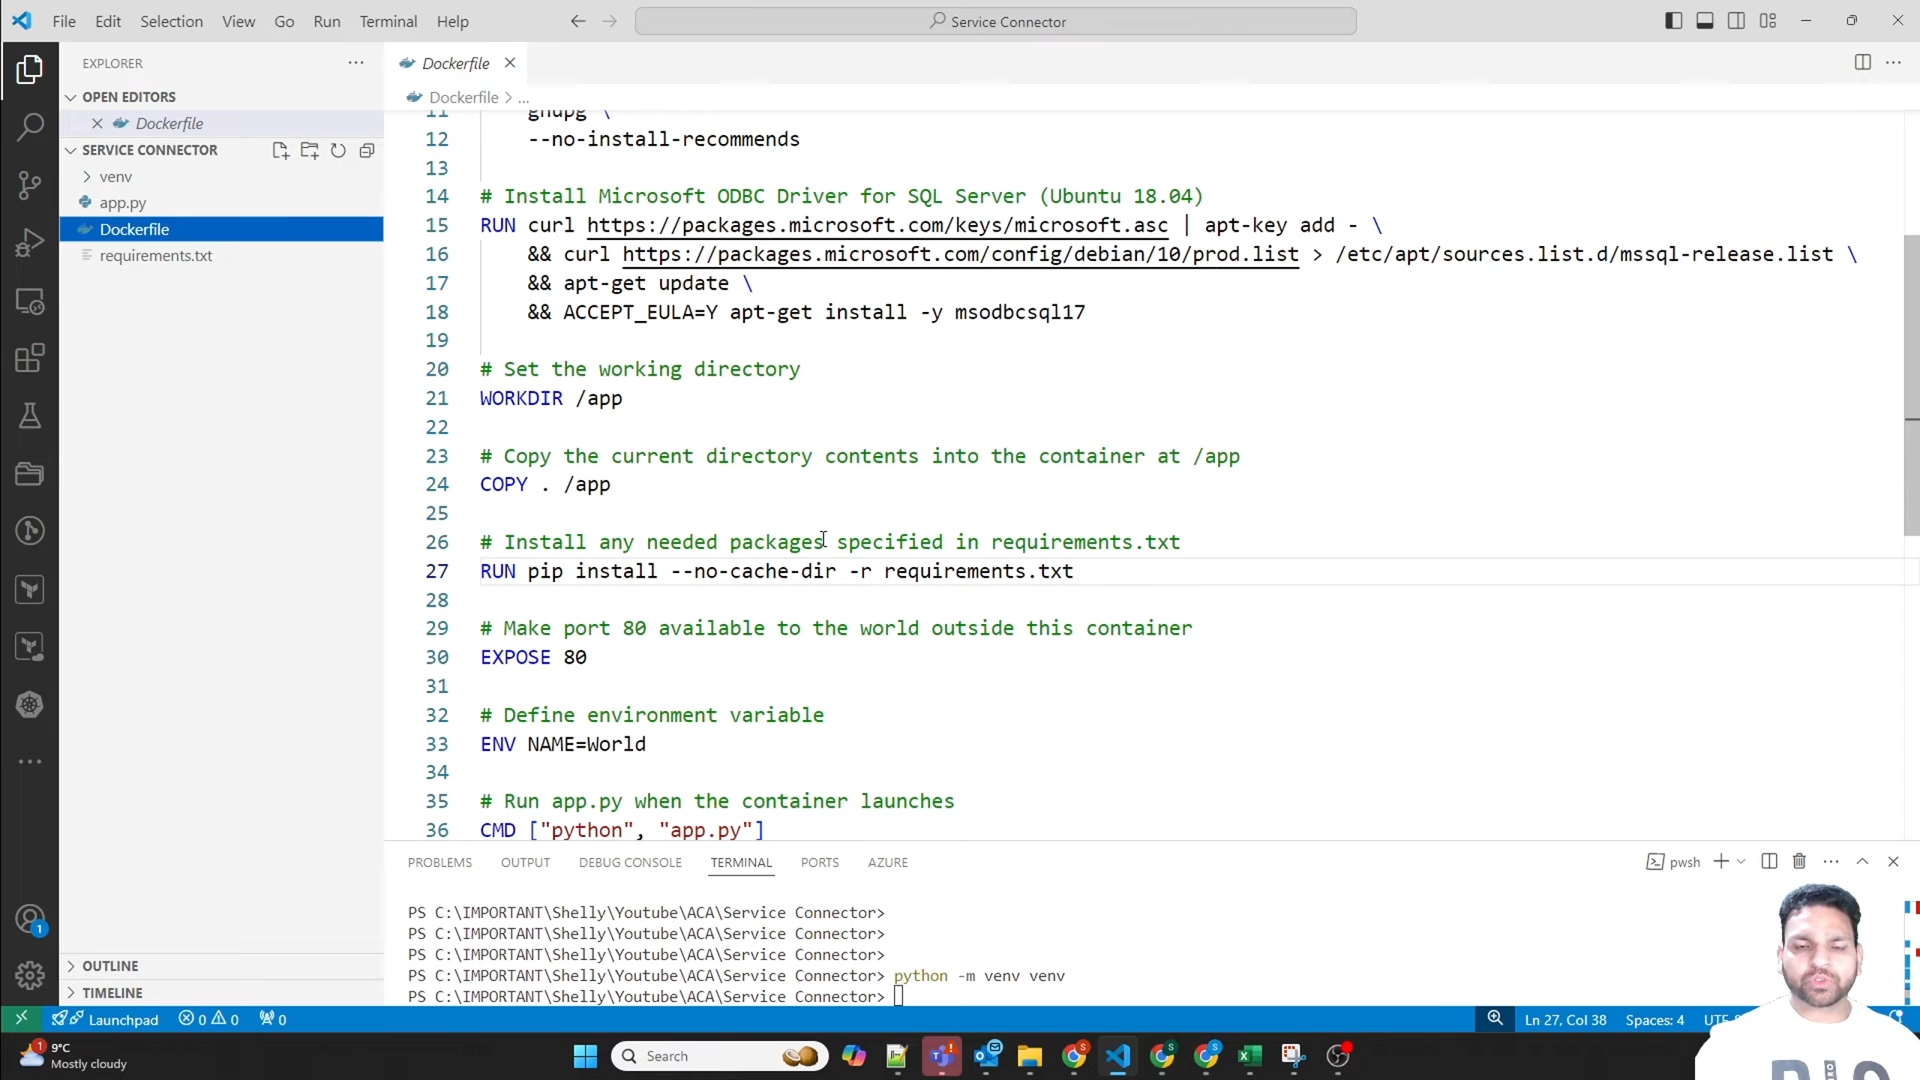 File Edit Selection View Go Run Terminal Help
Service Connector
EXPLORER
OPEN EDITORS
Dockerfile
SERVICE CONNECTOR
venv
app.py
Dockerfile
requirements.txt
OUTLINE
TIMELINE
Dockerfile
Dockerfile > ...
11 gnupg \
12 --no-install-recommends
13
14 # Install Microsoft ODBC Driver for SQL Server (Ubuntu 18.04)
15 RUN curl https://packages.microsoft.com/keys/microsoft.asc | apt-key add - \
16 && curl https://packages.microsoft.com/config/debian/10/prod.list > /etc/apt/sources.list.d/mssql-release.list \
17 && apt-get update \
18 && ACCEPT_EULA=Y apt-get install -y msodbcsql17
19
20 # Set the working directory
21 WORKDIR /app
22
23 # Copy the current directory contents into the container at /app
24 COPY . /app
25
26 # Install any needed packages specified in requirements.txt
27 RUN pip install --no-cache-dir -r requirements.txt
28
29 # Make port 80 available to the world outside this container
30 EXPOSE 80
31
32 # Define environment variable
33 ENV NAME=World
34
35 # Run app.py when the container launches
36 CMD ["python", "app.py"]
PROBLEMS OUTPUT DEBUG CONSOLE TERMINAL PORTS AZURE
pwsh
PS C:\IMPORTANT\Shelly\Youtube\ACA\Service Connector>
PS C:\IMPORTANT\Shelly\Youtube\ACA\Service Connector>
PS C:\IMPORTANT\Shelly\Youtube\ACA\Service Connector>
PS C:\IMPORTANT\Shelly\Youtube\ACA\Service Connector> python -m venv venv
PS C:\IMPORTANT\Shelly\Youtube\ACA\Service Connector>
1
Launchpad 0 0 0
Ln 27, Col 38 Spaces: 4
1 9°C
Mostly cloudy
Search